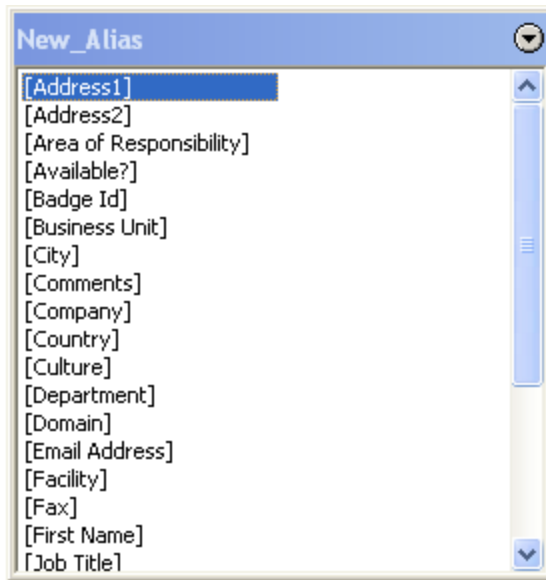 New_Alias
[Address1]
[Address2]
[Area of Responsibility]
[Available?]
[Badge Id]
[Business Unit]
[City]
[Comments]
[Company]
[Country]
[Culture]
[Department]
[Domain]
[Email Address]
[Facility]
[Fax]
[First Name]
[Job Title]